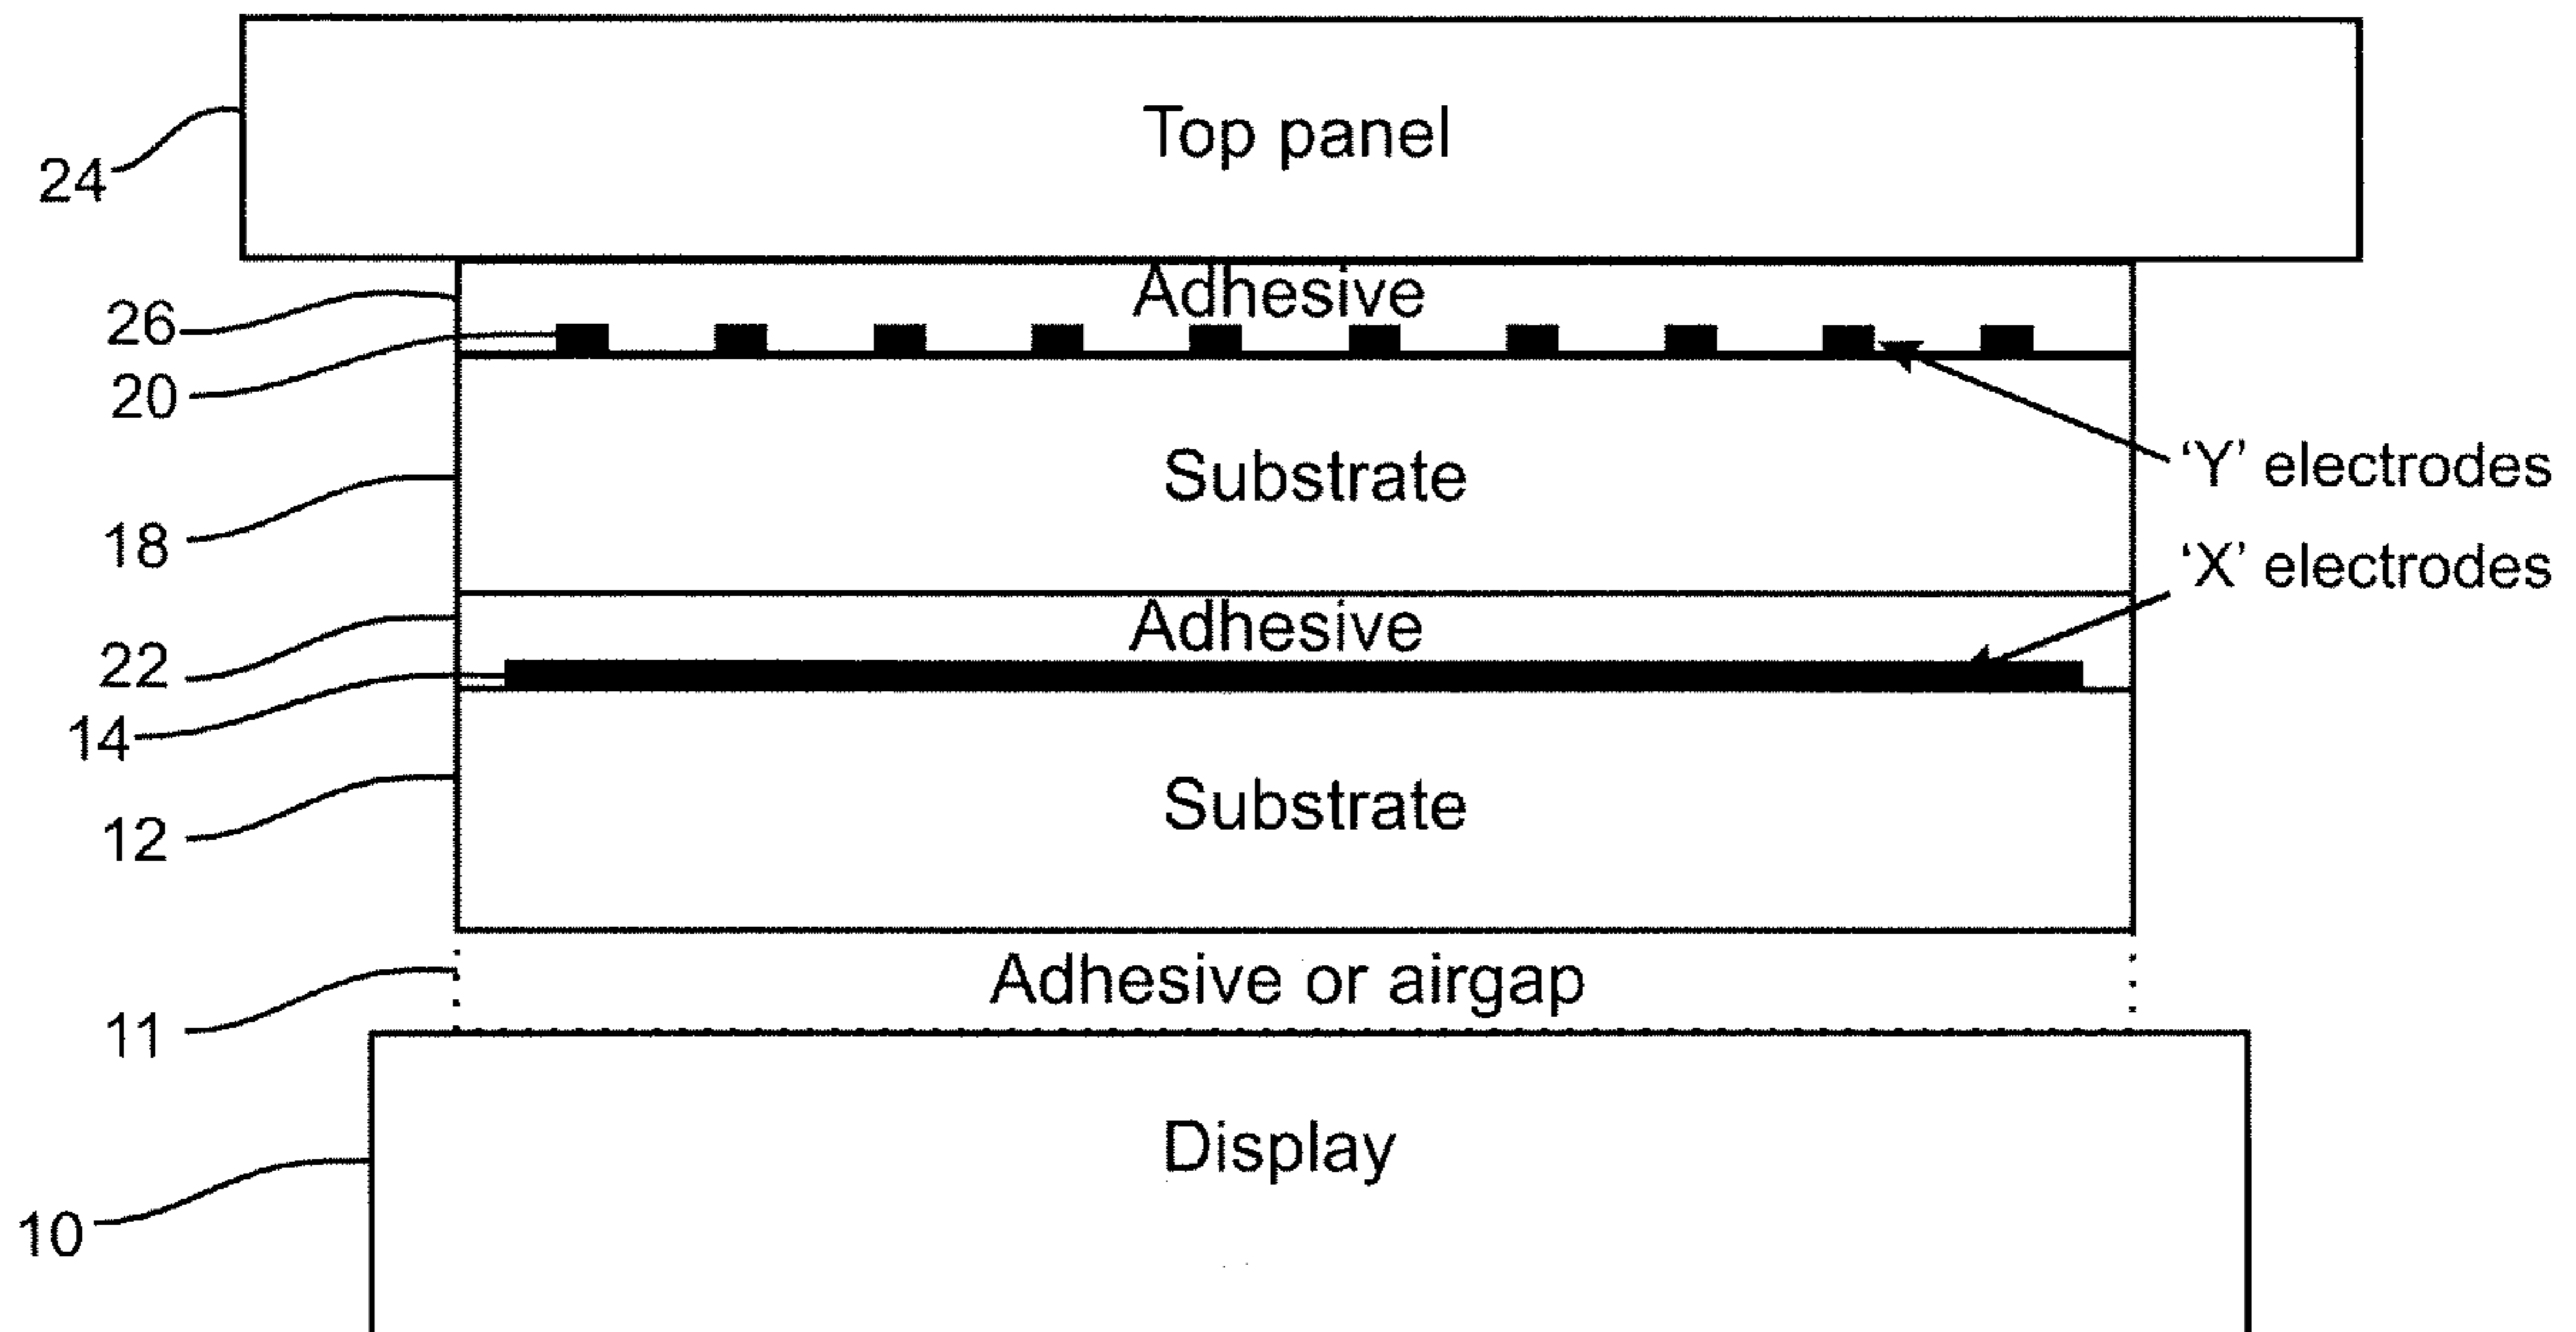 Top panel
24
Adhesive
26
20
Substrate
'Y' electrodes
18
'X' electrodes
Adhesive
22
14
Substrate
12
Adhesive or airgap
11
Display
10